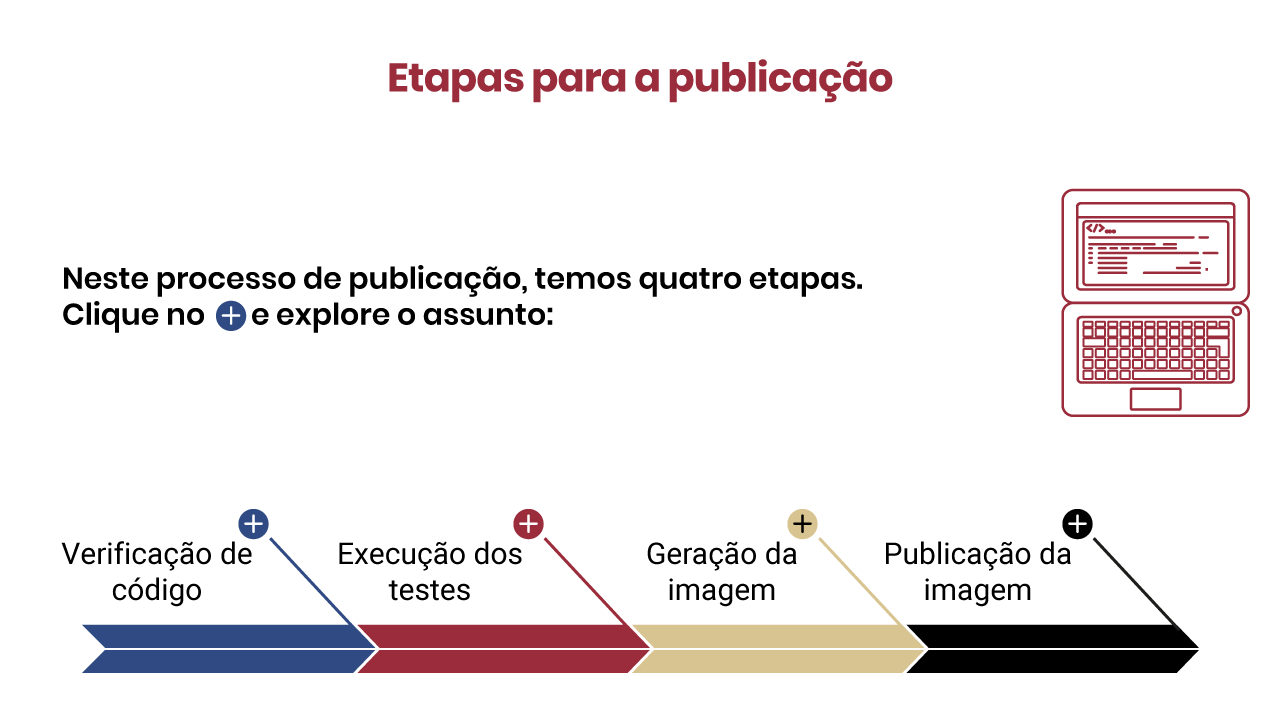 Etapas para a publicação
Neste processo de publicação, temos quatro etapas.
Clique no + e explore o assunto:
Verificação de
código
Execução dos
testes
Geração da
imagem
Publicação da
imagem